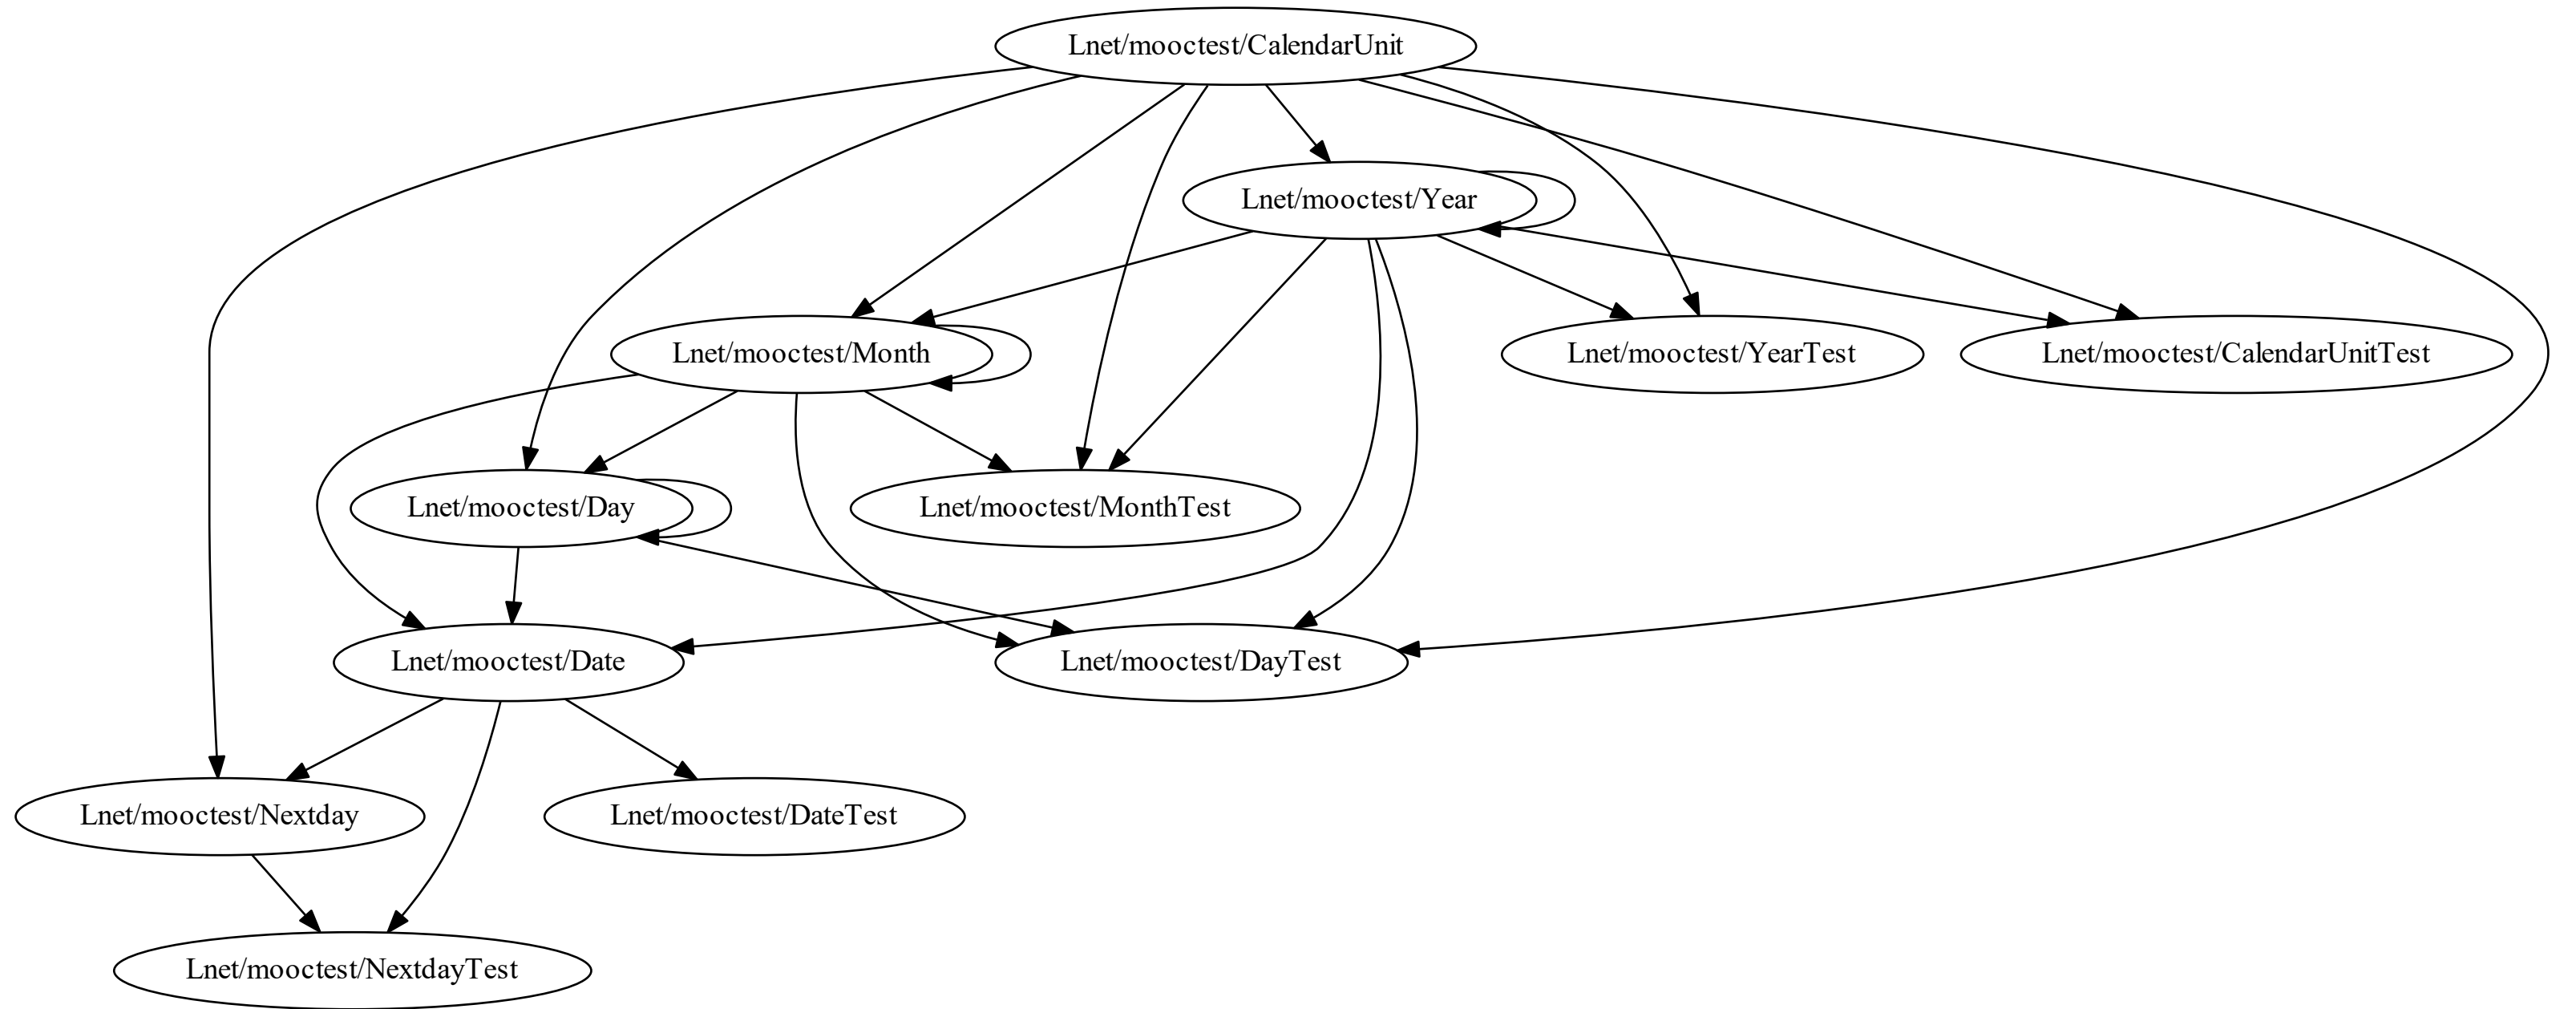 Lnet/mooctest/CalendarUnit
Lnet/mooctest/Year
Lnet/mooctest/Month
Lnet/mooctest/YearTest
Lnet/mooctest/CalendarUnitTest
Lnet/mooctest/Day
Lnet/mooctest/MonthTest
Lnet/mooctest/Date
Lnet/mooctest/DayTest
Lnet/mooctest/Nextday
Lnet/mooctest/DateTest
Lnet/mooctest/NextdayTest